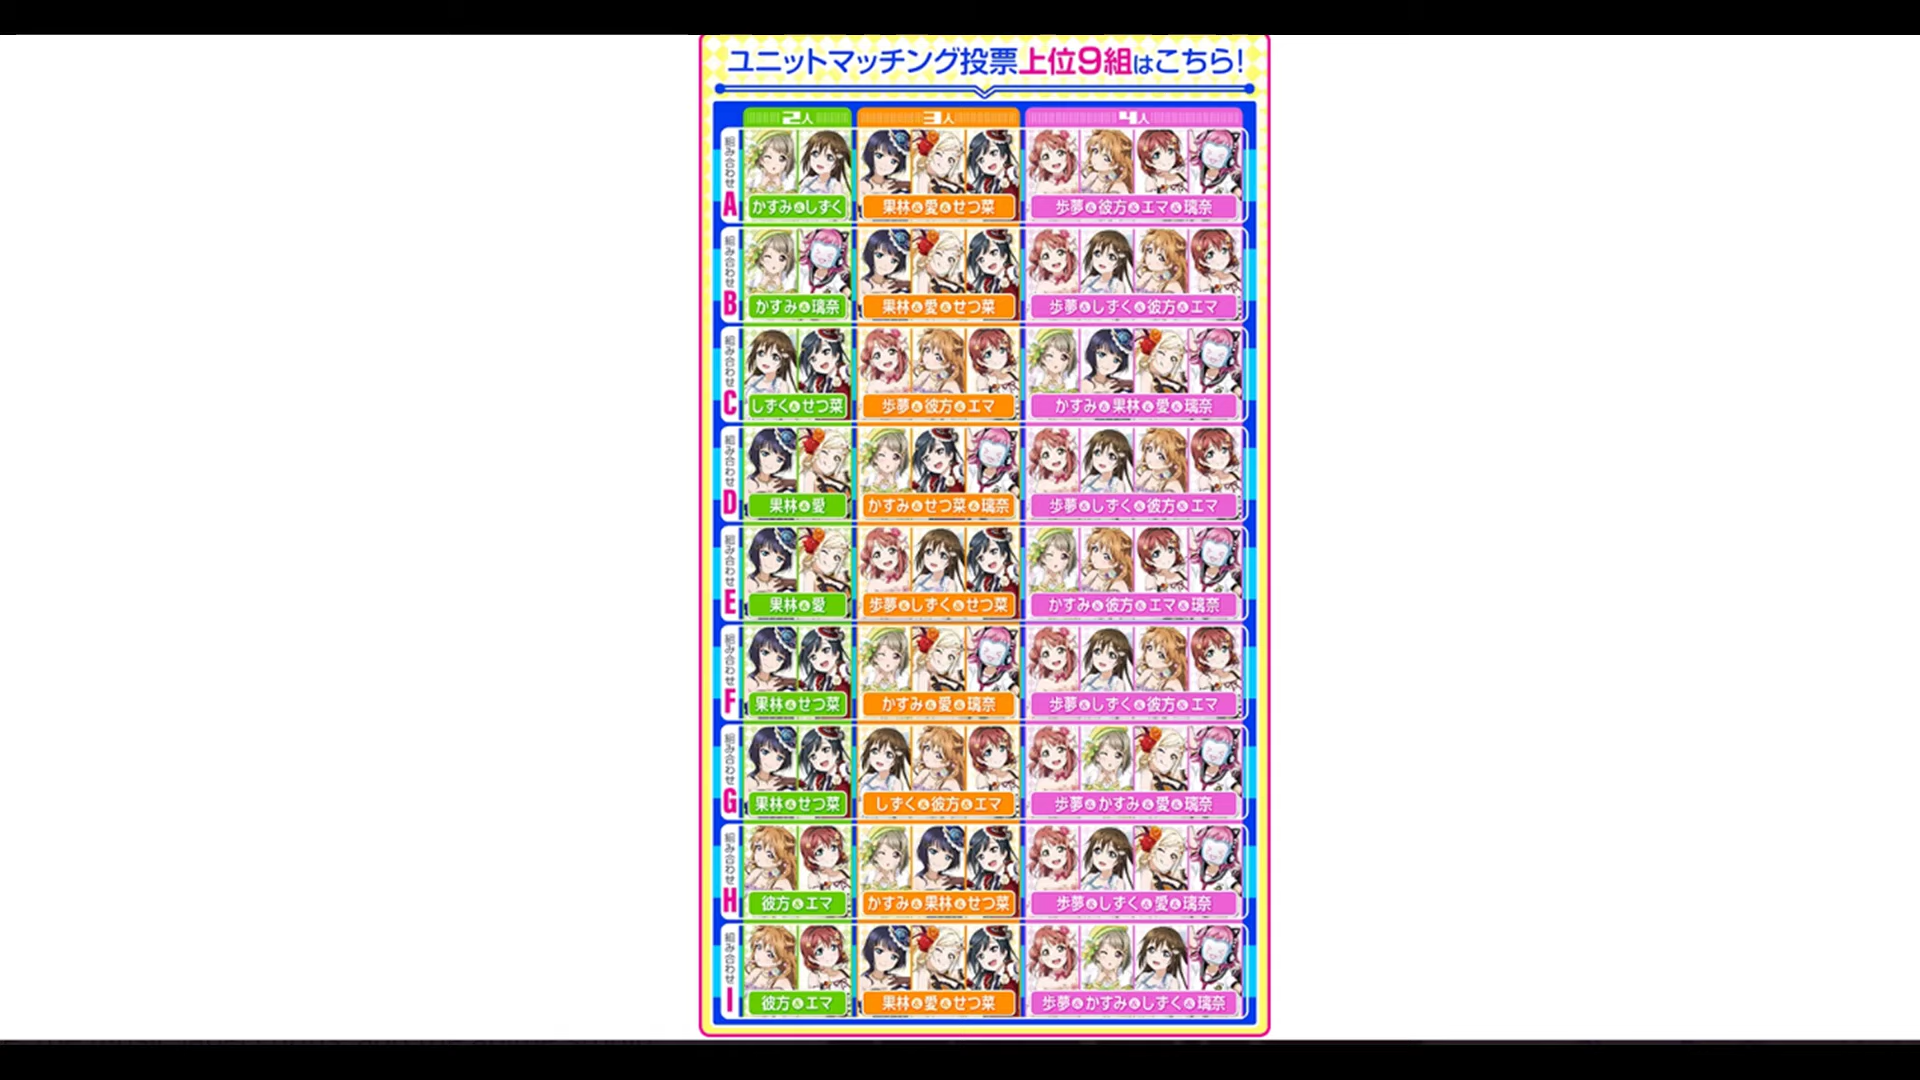 ユニットマッチング投票上位9組はこちら!
2人 3人 4人
組み合わせA かすみ&しずく 果林&愛&せつ菜 歩夢&彼方&エマ&璃奈
組み合わせB かすみ&璃奈 果林&愛&せつ菜 歩夢&しずく&彼方&エマ
組み合わせC しずく&せつ菜 歩夢&彼方&エマ かすみ&果林&愛&璃奈
組み合わせD 果林&愛 かすみ&せつ菜&璃奈 歩夢&しずく&彼方&エマ
組み合わせE 果林&愛 歩夢&しずく&せつ菜 かすみ&彼方&エマ&璃奈
組み合わせF 果林&せつ菜 かすみ&愛&璃奈 歩夢&しずく&彼方&エマ
組み合わせG 果林&せつ菜 しずく&彼方&エマ 歩夢&かすみ&愛&璃奈
組み合わせH 彼方&エマ かすみ&果林&せつ菜 歩夢&しずく&愛&璃奈
組み合わせI 彼方&エマ 果林&愛&せつ菜 歩夢&かすみ&しずく&璃奈